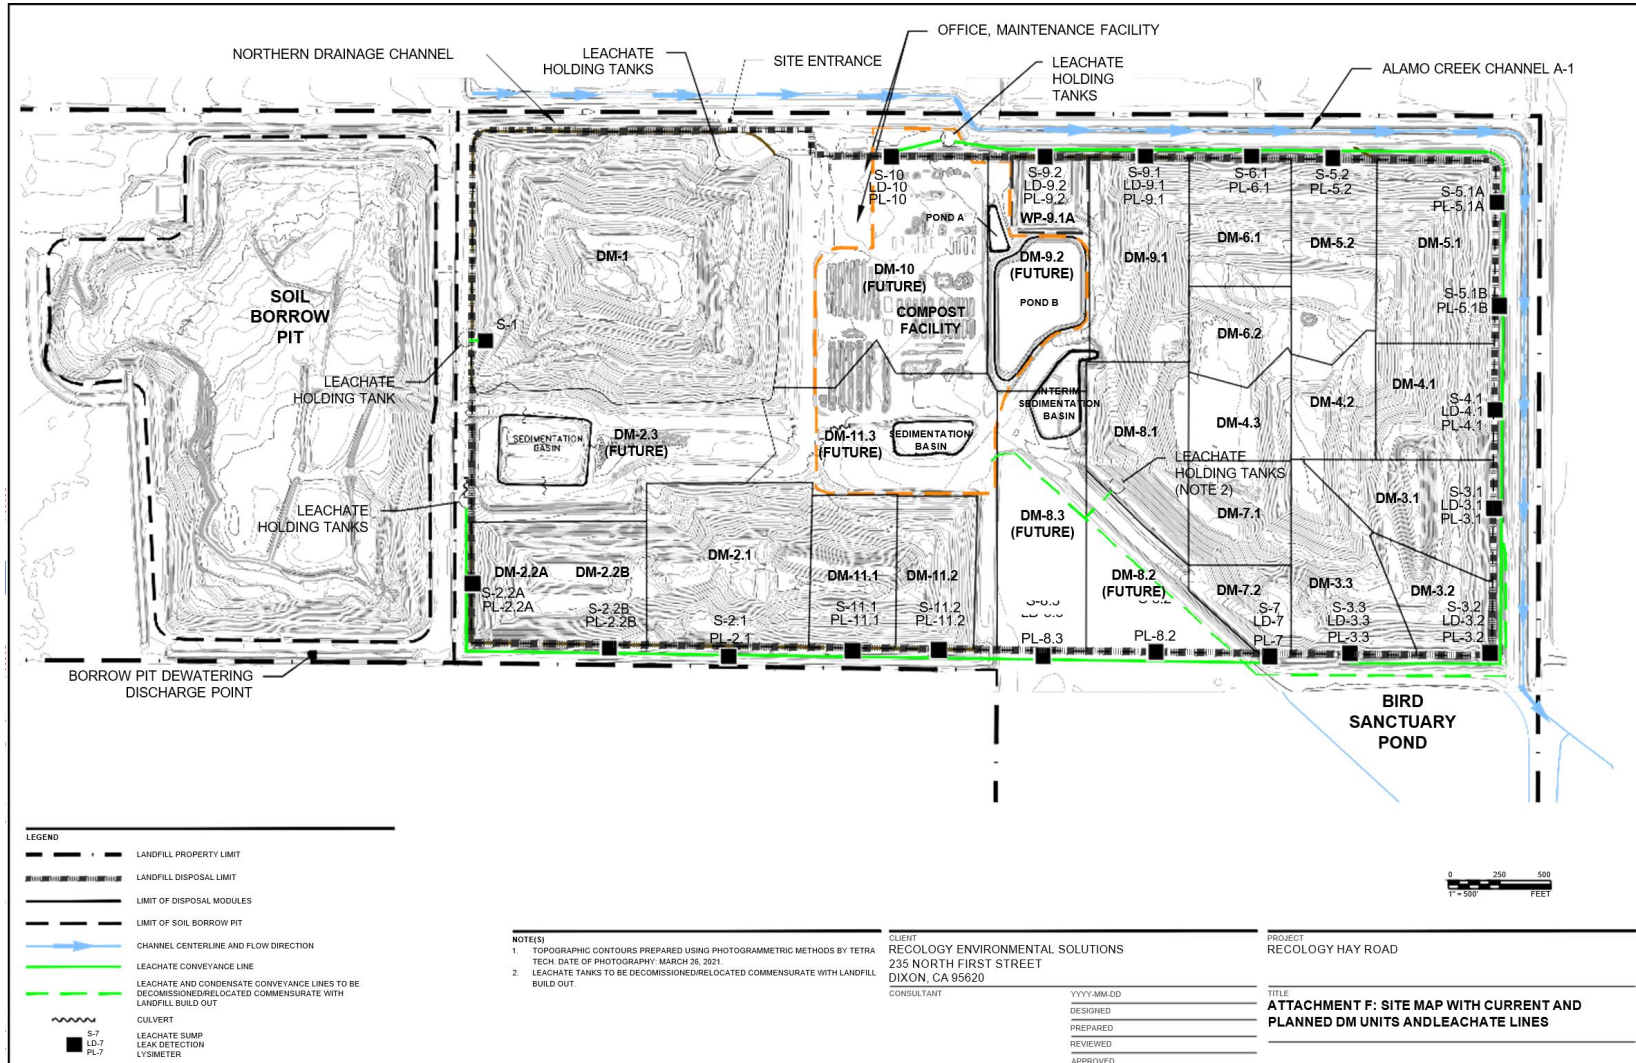 OFFICE, MAINTENANCE FACILITY
NORTHERN DRAINAGE CHANNEL
LEACHATE
HOLDING TANKS
SITE ENTRANCE
LEACHATE
HOLDING
TANKS
ALAMO CREEK CHANNEL A-1
S-10
LD-10
PL-10
S-9.2
LD-9.2
PL-9.2
WP-9.1A
S-9.1
LD-9.1
PL-9.1
S-6.1
PL-6.1
S-5.2
PL-5.2
S-5.1A
PL-5.1A
POND A
DM-1
DM-10
(FUTURE)
DM-9.2
(FUTURE)
POND B
DM-9.1
DM-6.1
DM-5.2
DM-5.1
SOIL
BORROW
PIT
COMPOST
FACILITY
S-5.1B
PL-5.1B
S-1
DM-6.2
LEACHATE
HOLDING TANK
INTERIM
SEDIMENTATION
BASIN
DM-4.1
DM-4.2
S-4.1
LD-4.1
PL-4.1
SEDIMENTATION
BASIN
DM-2.3
(FUTURE)
DM-11.3
(FUTURE)
SEDIMENTATION
BASIN
DM-8.1
DM-4.3
LEACHATE
HOLDING TANKS
(NOTE 2)
LEACHATE
HOLDING TANKS
DM-3.1
S-3.1
LD-3.1
PL-3.1
DM-8.3
(FUTURE)
DM-7.1
DM-2.2A
DM-2.2B
DM-2.1
DM-11.1
DM-11.2
DM-8.2
(FUTURE)
DM-7.2
DM-3.3
DM-3.2
S-2.2A
PL-2.2A
S-2.2B
PL-2.2B
S-2.1
PL-2.1
S-11.1
PL-11.1
S-11.2
PL-11.2
PL-8.3
PL-8.2
S-7
LD-7
PL-7
S-3.3
LD-3.3
PL-3.3
S-3.2
LD-3.2
PL-3.2
BORROW PIT DEWATERING
DISCHARGE POINT
BIRD
SANCTUARY
POND
LEGEND
LANDFILL PROPERTY LIMIT
LANDFILL DISPOSAL LIMIT
LIMIT OF DISPOSAL MODULES
LIMIT OF SOIL BORROW PIT
CHANNEL CENTERLINE AND FLOW DIRECTION
LEACHATE CONVEYANCE LINE
LEACHATE AND CONDENSATE CONVEYANCE LINES TO BE
DECOMISSIONED/RELOCATED COMMENSURATE WITH
LANDFILL BUILD OUT
CULVERT
S-7 LEACHATE SUMP
LD-7 LEAK DETECTION
PL-7 LYSIMETER
0 250 500
1" = 500' FEET
NOTE(S)
1. TOPOGRAPHIC CONTOURS PREPARED USING PHOTOGRAMMETRIC METHODS BY TETRA
TECH. DATE OF PHOTOGRAPHY: MARCH 26, 2021.
2. LEACHATE TANKS TO BE DECOMISSIONED/RELOCATED COMMENSURATE WITH LANDFILL
BUILD OUT.
CLIENT
RECOLOGY ENVIRONMENTAL SOLUTIONS
235 NORTH FIRST STREET
DIXON, CA 95620
CONSULTANT
YYYY-MM-DD
DESIGNED
PREPARED
REVIEWED
APPROVED
PROJECT
RECOLOGY HAY ROAD
TITLE
ATTACHMENT F: SITE MAP WITH CURRENT AND
PLANNED DM UNITS ANDLEACHATE LINES